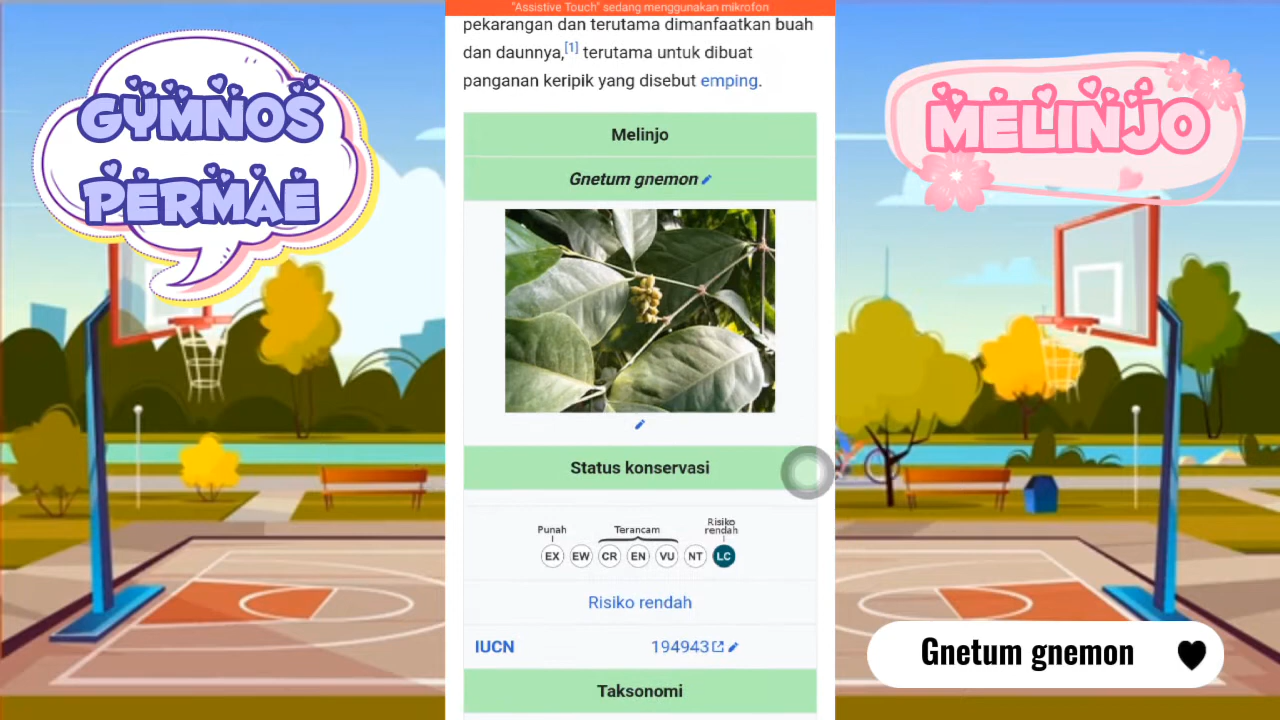 "Assistive Touch" sedang menggunakan mikrofon
GYMNOS
PERMAE
MELINJO
pekarangan dan terutama dimanfaatkan buah
dan daunnya,[1] terutama untuk dibuat
panganan keripik yang disebut emping.
Melinjo
Gnetum gnemon
Status konservasi
Punah Terancam Risiko rendah
EX EW CR EN VU NT LC
Risiko rendah
IUCN 194943
Taksonomi
Gnetum gnemon